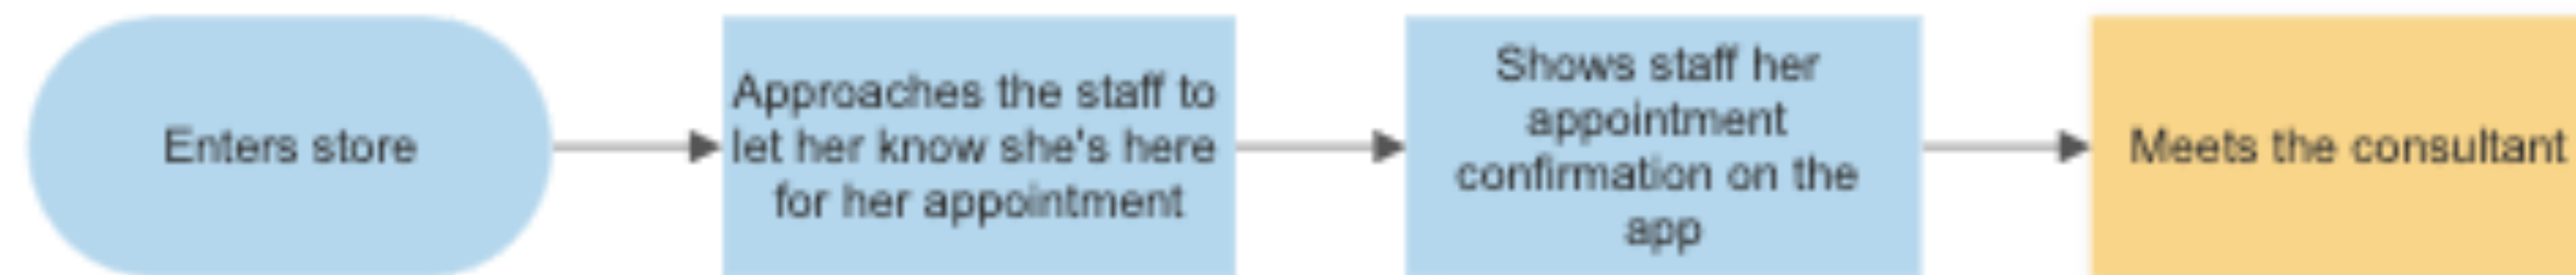 Enters store
Approaches the staff to
let her know she's here
for her appointment
Shows staff her
appointment
confirmation on the
app
Meets the consultant